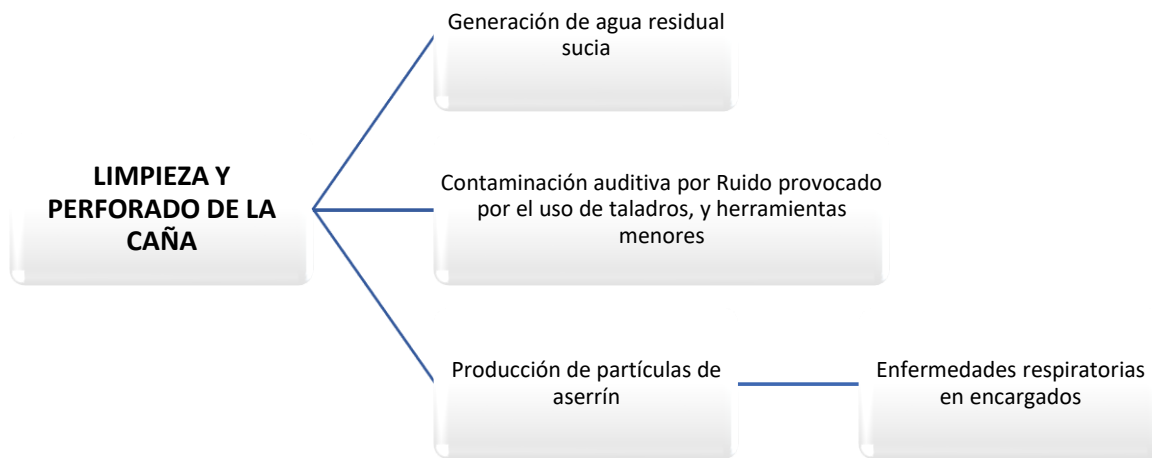 Generación de agua residual
sucia
LIMPIEZA Y
PERFORADO DE LA
CAÑA
Contaminación auditiva por Ruido provocado
por el uso de taladros, y herramientas
menores
Producción de partículas de
aserrín
Enfermedades respiratorias
en encargados